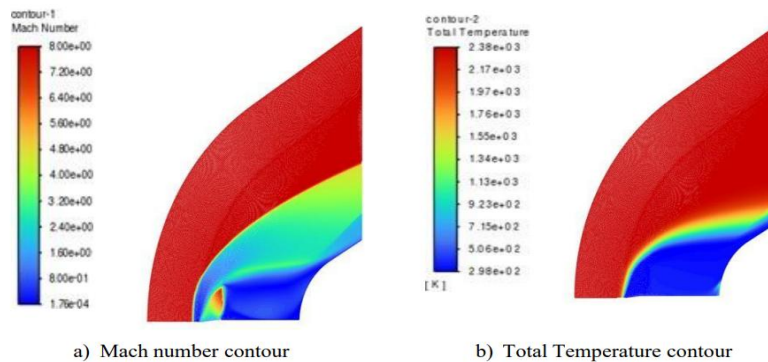 contour-1
Mach Number
8.00e+00
7.20e+00
6.40e+00
5.60e+00
4.80e+00
4.00e+00
3.20e+00
2.40e+00
1.60e+00
8.00e-01
1.76e-04
contour-2
Total Temperature
2.38e+03
2.17e+03
1.97e+03
1.76e+03
1.55e+03
1.34e+03
1.13e+03
9.23e+02
7.15e+02
5.06e+02
2.98e+02
[ K ]
a) Mach number contour
b) Total Temperature contour